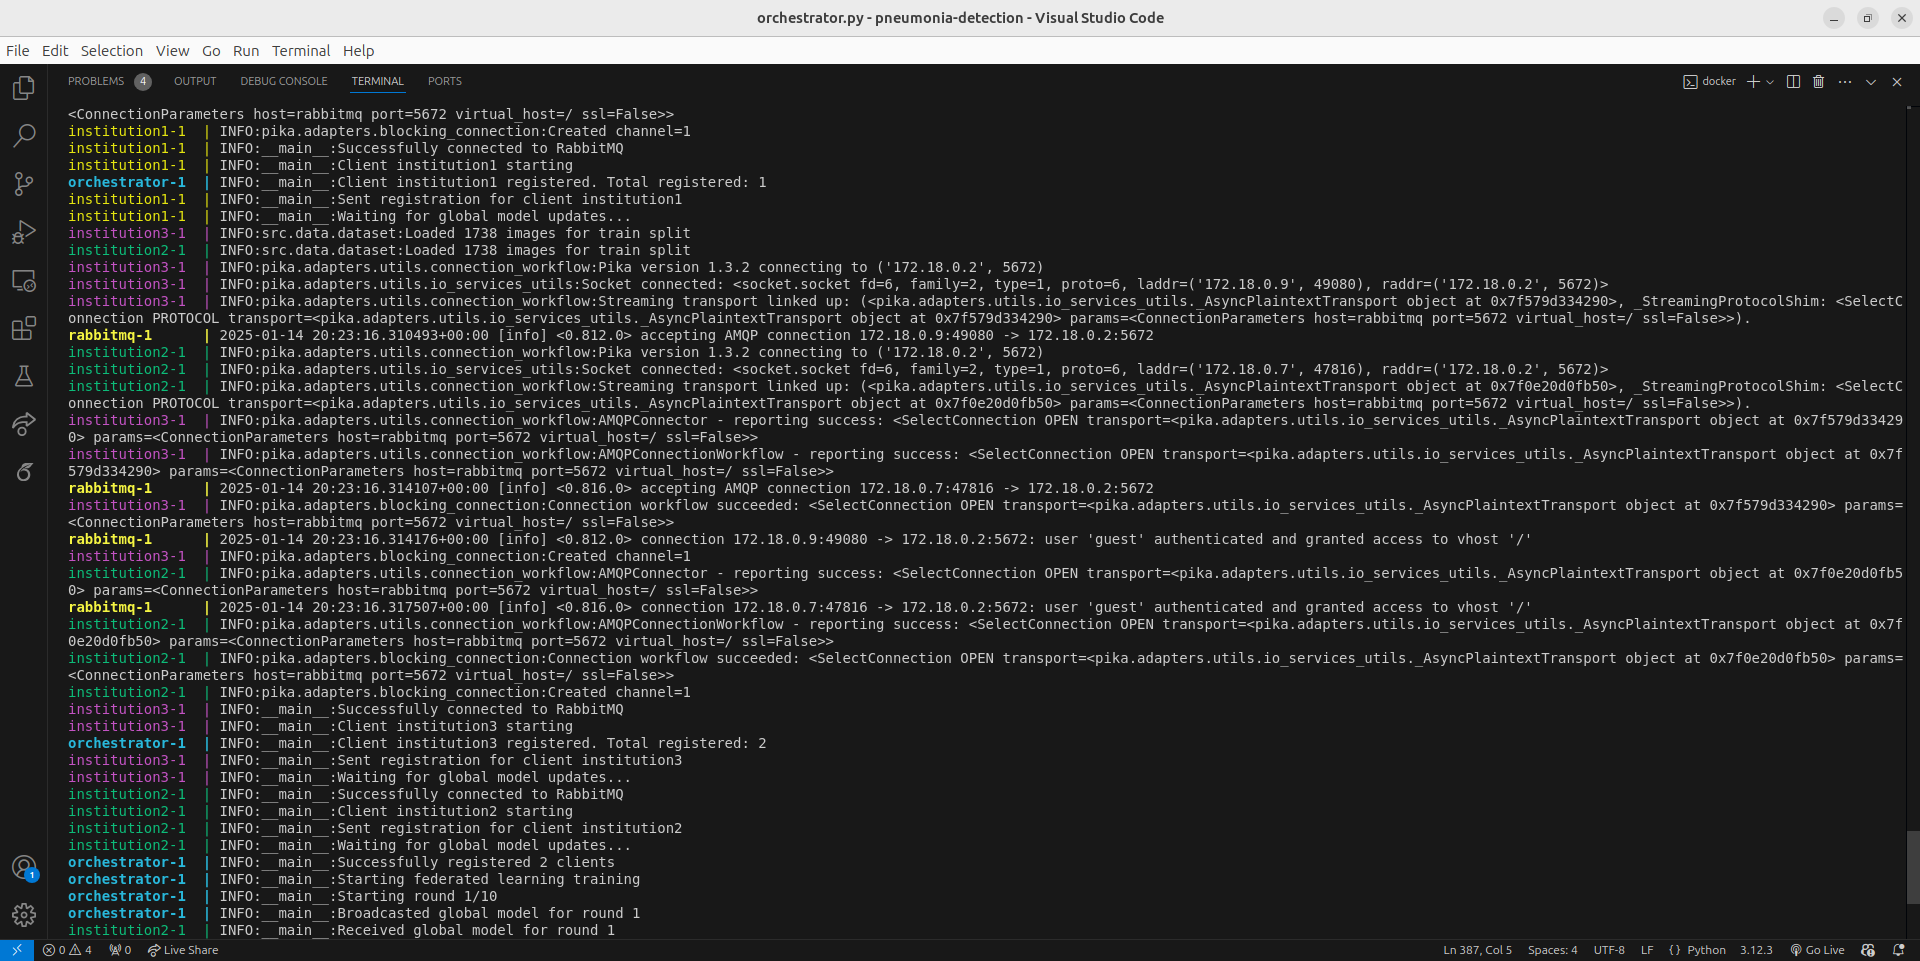 orchestrator.py - pneumonia-detection - Visual Studio Code
File Edit Selection View Go Run Terminal Help
PROBLEMS 4 OUTPUT DEBUG CONSOLE TERMINAL PORTS docker
<ConnectionParameters host=rabbitmq port=5672 virtual_host=/ ssl=False>>
institution1-1 | INFO:pika.adapters.blocking_connection:Created channel=1
institution1-1 | INFO:__main__:Successfully connected to RabbitMQ
institution1-1 | INFO:__main__:Client institution1 starting
orchestrator-1 | INFO:__main__:Client institution1 registered. Total registered: 1
institution1-1 | INFO:__main__:Sent registration for client institution1
institution1-1 | INFO:__main__:Waiting for global model updates...
institution3-1 | INFO:src.data.dataset:Loaded 1738 images for train split
institution2-1 | INFO:src.data.dataset:Loaded 1738 images for train split
institution3-1 | INFO:pika.adapters.utils.connection_workflow:Pika version 1.3.2 connecting to ('172.18.0.2', 5672)
institution3-1 | INFO:pika.adapters.utils.io_services_utils:Socket connected: <socket.socket fd=6, family=2, type=1, proto=6, laddr=('172.18.0.9', 49080), raddr=('172.18.0.2', 5672)>
institution3-1 | INFO:pika.adapters.utils.connection_workflow:Streaming transport linked up: (<pika.adapters.utils.io_services_utils._AsyncPlaintextTransport object at 0x7f579d334290>, _StreamingProtocolShim: <SelectC
onnection PROTOCOL transport=<pika.adapters.utils.io_services_utils._AsyncPlaintextTransport object at 0x7f579d334290> params=<ConnectionParameters host=rabbitmq port=5672 virtual_host=/ ssl=False>>).
rabbitmq-1 | 2025-01-14 20:23:16.310493+00:00 [info] <0.812.0> accepting AMQP connection 172.18.0.9:49080 -> 172.18.0.2:5672
institution2-1 | INFO:pika.adapters.utils.connection_workflow:Pika version 1.3.2 connecting to ('172.18.0.2', 5672)
institution2-1 | INFO:pika.adapters.utils.io_services_utils:Socket connected: <socket.socket fd=6, family=2, type=1, proto=6, laddr=('172.18.0.7', 47816), raddr=('172.18.0.2', 5672)>
institution2-1 | INFO:pika.adapters.utils.connection_workflow:Streaming transport linked up: (<pika.adapters.utils.io_services_utils._AsyncPlaintextTransport object at 0x7f0e20d0fb50>, _StreamingProtocolShim: <SelectC
onnection PROTOCOL transport=<pika.adapters.utils.io_services_utils._AsyncPlaintextTransport object at 0x7f0e20d0fb50> params=<ConnectionParameters host=rabbitmq port=5672 virtual_host=/ ssl=False>>).
institution3-1 | INFO:pika.adapters.utils.connection_workflow:AMQPConnector - reporting success: <SelectConnection OPEN transport=<pika.adapters.utils.io_services_utils._AsyncPlaintextTransport object at 0x7f579d33429
0> params=<ConnectionParameters host=rabbitmq port=5672 virtual_host=/ ssl=False>>
institution3-1 | INFO:pika.adapters.utils.connection_workflow:AMQPConnectionWorkflow - reporting success: <SelectConnection OPEN transport=<pika.adapters.utils.io_services_utils._AsyncPlaintextTransport object at 0x7f
579d334290> params=<ConnectionParameters host=rabbitmq port=5672 virtual_host=/ ssl=False>>
rabbitmq-1 | 2025-01-14 20:23:16.314107+00:00 [info] <0.816.0> accepting AMQP connection 172.18.0.7:47816 -> 172.18.0.2:5672
institution3-1 | INFO:pika.adapters.blocking_connection:Connection workflow succeeded: <SelectConnection OPEN transport=<pika.adapters.utils.io_services_utils._AsyncPlaintextTransport object at 0x7f579d334290> params=
<ConnectionParameters host=rabbitmq port=5672 virtual_host=/ ssl=False>>
rabbitmq-1 | 2025-01-14 20:23:16.314176+00:00 [info] <0.812.0> connection 172.18.0.9:49080 -> 172.18.0.2:5672: user 'guest' authenticated and granted access to vhost '/'
institution3-1 | INFO:pika.adapters.blocking_connection:Created channel=1
institution2-1 | INFO:pika.adapters.utils.connection_workflow:AMQPConnector - reporting success: <SelectConnection OPEN transport=<pika.adapters.utils.io_services_utils._AsyncPlaintextTransport object at 0x7f0e20d0fb5
0> params=<ConnectionParameters host=rabbitmq port=5672 virtual_host=/ ssl=False>>
rabbitmq-1 | 2025-01-14 20:23:16.317507+00:00 [info] <0.816.0> connection 172.18.0.7:47816 -> 172.18.0.2:5672: user 'guest' authenticated and granted access to vhost '/'
institution2-1 | INFO:pika.adapters.utils.connection_workflow:AMQPConnectionWorkflow - reporting success: <SelectConnection OPEN transport=<pika.adapters.utils.io_services_utils._AsyncPlaintextTransport object at 0x7f
0e20d0fb50> params=<ConnectionParameters host=rabbitmq port=5672 virtual_host=/ ssl=False>>
institution2-1 | INFO:pika.adapters.blocking_connection:Connection workflow succeeded: <SelectConnection OPEN transport=<pika.adapters.utils.io_services_utils._AsyncPlaintextTransport object at 0x7f0e20d0fb50> params=
<ConnectionParameters host=rabbitmq port=5672 virtual_host=/ ssl=False>>
institution2-1 | INFO:pika.adapters.blocking_connection:Created channel=1
institution3-1 | INFO:__main__:Successfully connected to RabbitMQ
institution3-1 | INFO:__main__:Client institution3 starting
orchestrator-1 | INFO:__main__:Client institution3 registered. Total registered: 2
institution3-1 | INFO:__main__:Sent registration for client institution3
institution3-1 | INFO:__main__:Waiting for global model updates...
institution2-1 | INFO:__main__:Successfully connected to RabbitMQ
institution2-1 | INFO:__main__:Client institution2 starting
institution2-1 | INFO:__main__:Sent registration for client institution2
institution2-1 | INFO:__main__:Waiting for global model updates...
orchestrator-1 | INFO:__main__:Successfully registered 2 clients
orchestrator-1 | INFO:__main__:Starting federated learning training
orchestrator-1 | INFO:__main__:Starting round 1/10
orchestrator-1 | INFO:__main__:Broadcasted global model for round 1
institution2-1 | INFO:__main__:Received global model for round 1
1
0 4 0 Live Share Ln 387, Col 5 Spaces: 4 UTF-8 LF {} Python 3.12.3 Go Live